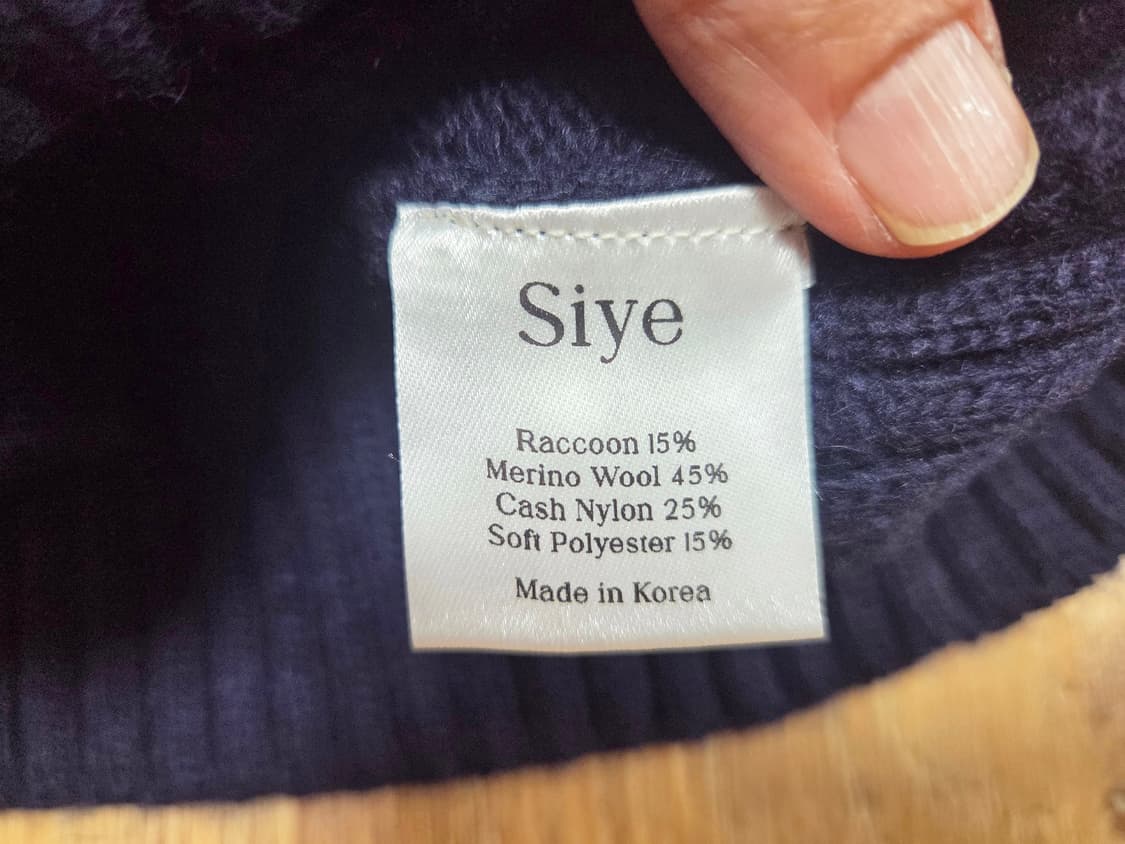 Siye
Raccoon 15%
Merino Wool 45%
Cash Nylon 25%
Soft Polyester 15%
Made in Korea